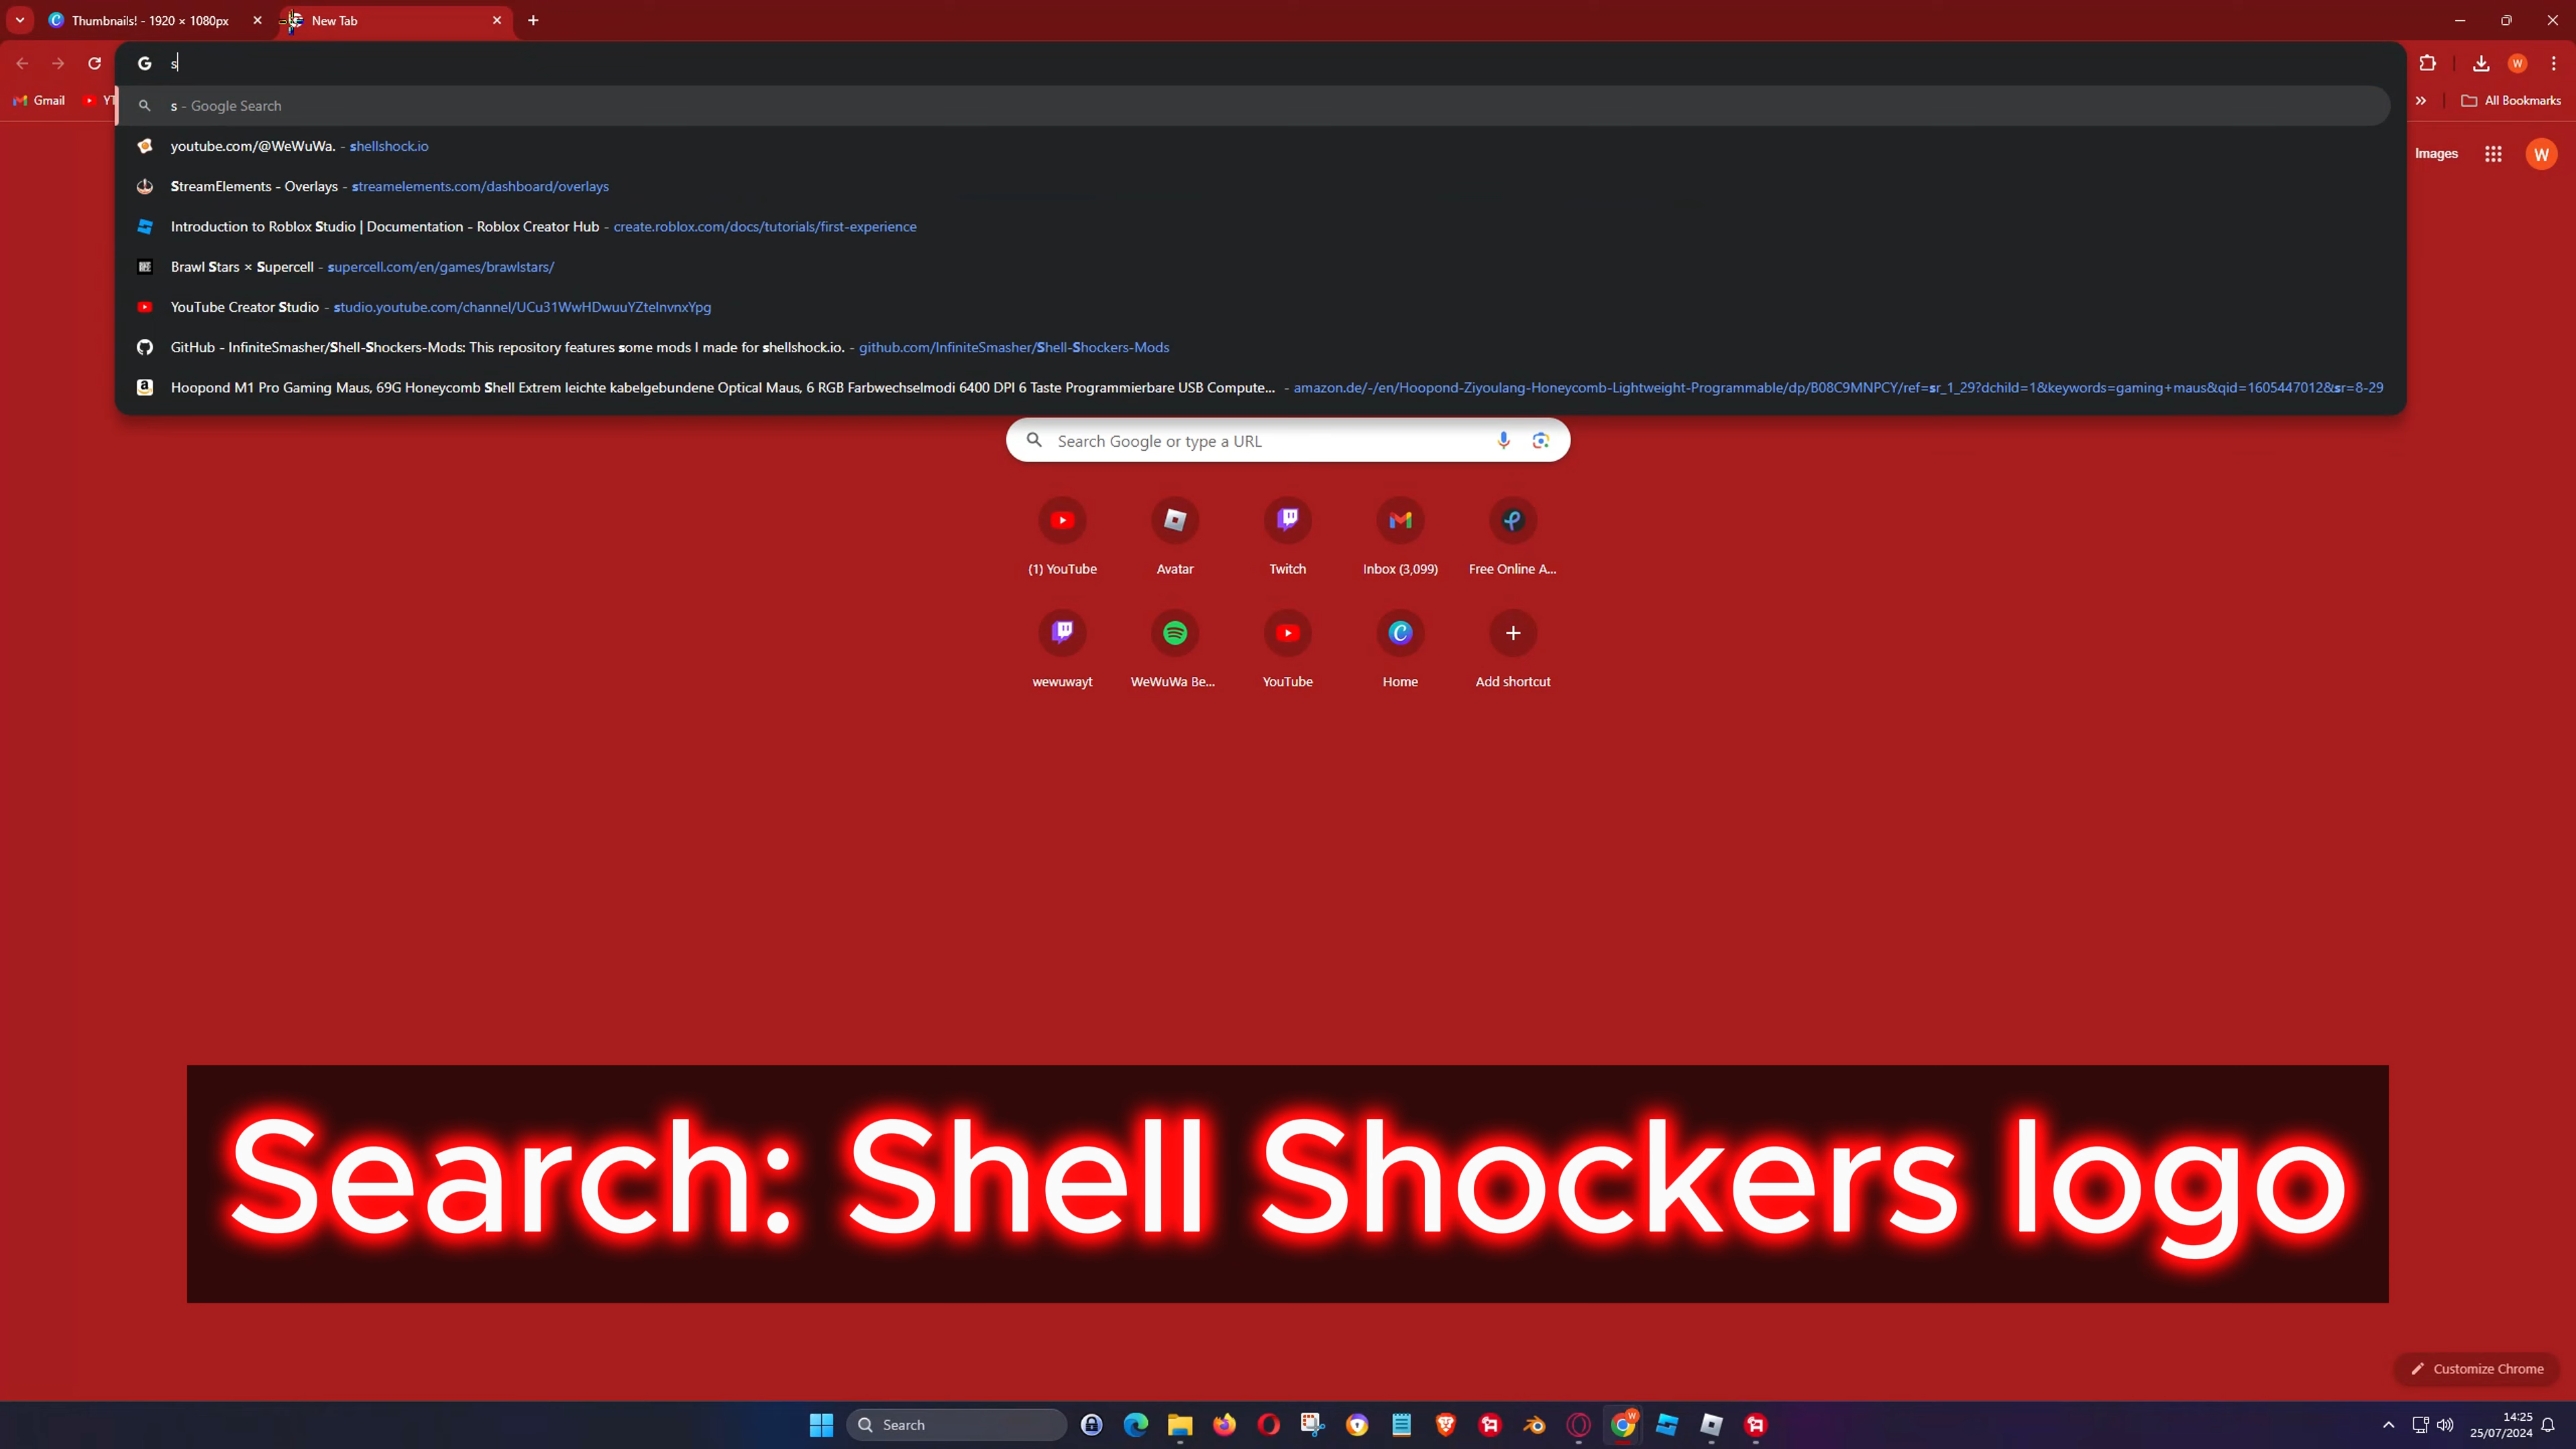 Thumbnails! - 1920 × 1080px
New Tab
s
Gmail
YT
All Bookmarks
s - Google Search
youtube.com/@WeWuWa. - shellshock.io
StreamElements - Overlays - streamelements.com/dashboard/overlays
Introduction to Roblox Studio | Documentation - Roblox Creator Hub - create.roblox.com/docs/tutorials/first-experience
Brawl Stars × Supercell - supercell.com/en/games/brawlstars/
YouTube Creator Studio - studio.youtube.com/channel/UCu31WwHDwuuYZtelnvnxYpg
GitHub - InfiniteSmasher/Shell-Shockers-Mods: This repository features some mods I made for shellshock.io. - github.com/InfiniteSmasher/Shell-Shockers-Mods
Hoopond M1 Pro Gaming Maus, 69G Honeycomb Shell Extrem leichte kabelgebundene Optical Maus, 6 RGB Farbwechselmodi 6400 DPI 6 Taste Programmierbare USB Compute... - amazon.de/-/en/Hoopond-Ziyoulang-Honeycomb-Lightweight-Programmable/dp/B08C9MNPCY/ref=sr_1_29?dchild=1&keywords=gaming+maus&qid=1605447012&sr=8-29
Images
W
Search Google or type a URL
(1) YouTube
Avatar
Twitch
Inbox (3,099)
Free Online A...
wewuwayt
WeWuWa Be...
YouTube
Home
Add shortcut
Search: Shell Shockers logo
Customize Chrome
Search
14:25
25/07/2024